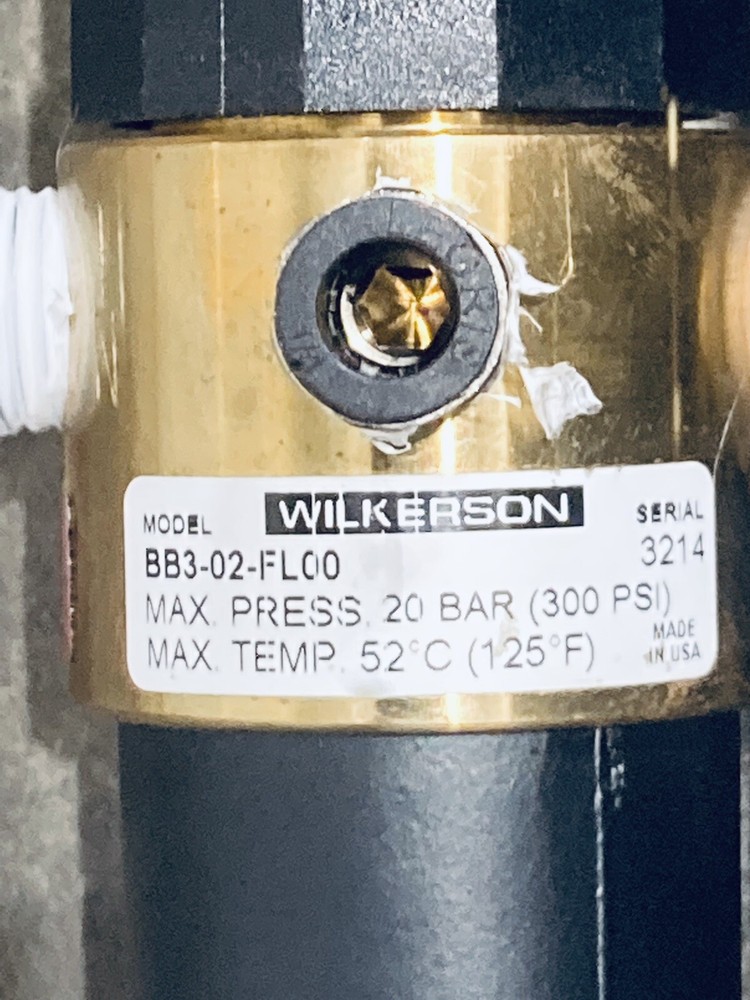 WILKERSON
MODEL
SERIAL
BB3-02-FL00
3214
MAX. PRESS. 20 BAR (300 PSI)
MAX. TEMP. 52°C (125°F)
MADE
IN USA